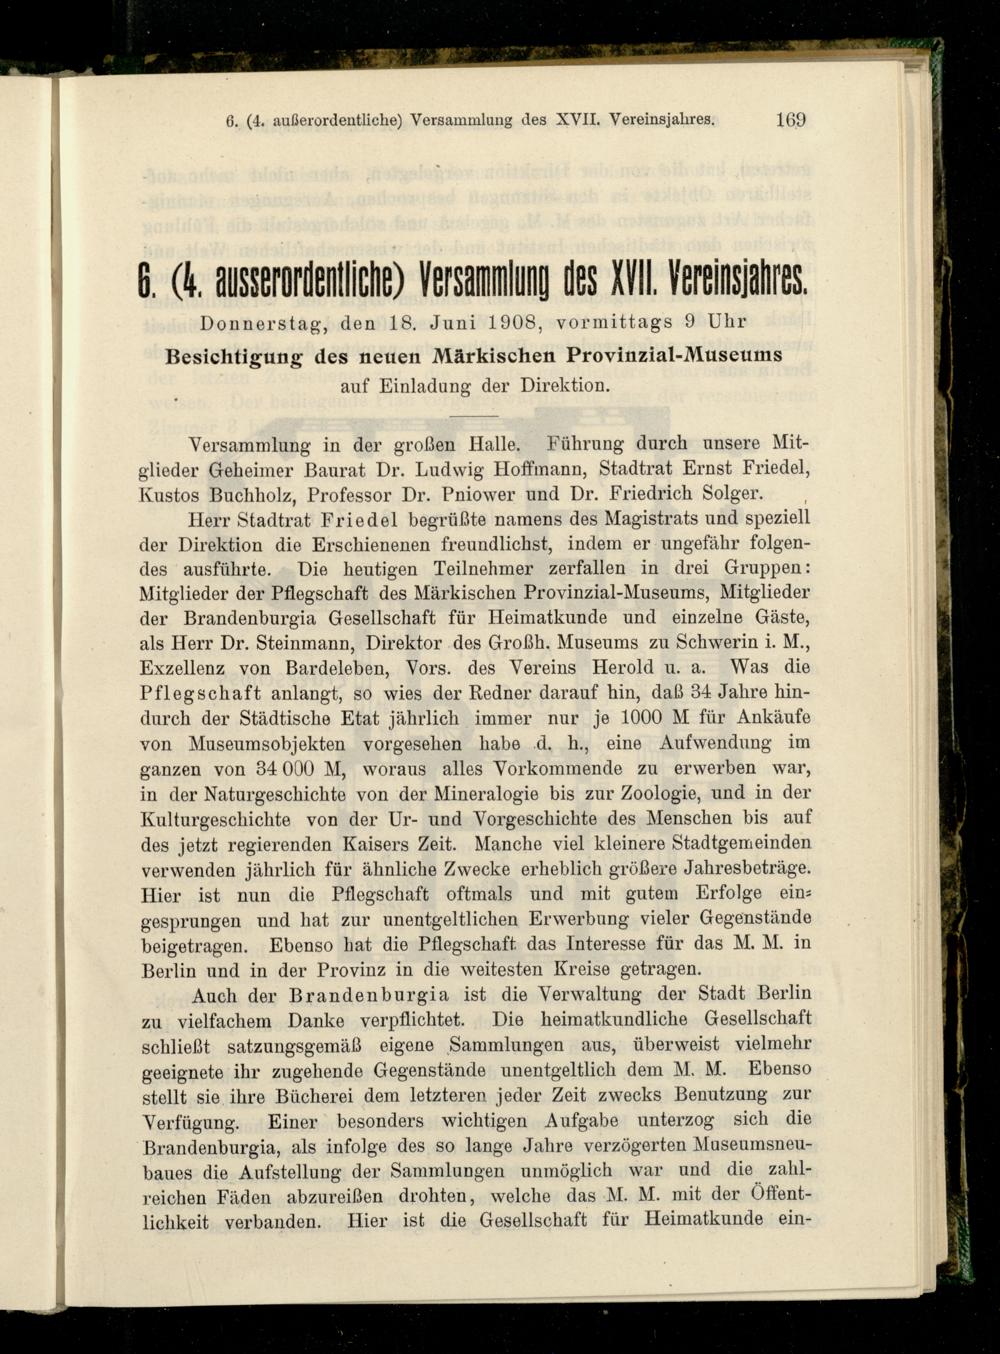 6. (4. außerordentliche) Versammlung des XVII. Vereinsjahres. 169
6. (4. ausserordentliche) Versammlung des XVII. Vereinsjahres.
Donnerstag, den 18. Juni 1908, vormittags 9 Uhr
Besichtigung des neuen Märkischen Provinzial-Museums
auf Einladung der Direktion.
Versammlung in der großen Halle. Führung durch unsere Mit-
glieder Geheimer Baurat Dr. Ludwig Hoffmann, Stadtrat Ernst Friedel,
Kustos Buchholz, Professor Dr. Pniower und Dr. Friedrich Solger.
Herr Stadtrat Friedel begrüßte namens des Magistrats und speziell
der Direktion die Erschienenen freundlichst, indem er ungefähr folgen-
des ausführte. Die heutigen Teilnehmer zerfallen in drei Gruppen:
Mitglieder der Pflegschaft des Märkischen Provinzial-Museums, Mitglieder
der Brandenburgia Gesellschaft für Heimatkunde und einzelne Gäste,
als Herr Dr. Steinmann, Direktor des Großh. Museums zu Schwerin i. M.,
Exzellenz von Bardeleben, Vors. des Vereins Herold u. a. Was die
Pflegschaft anlangt, so wies der Redner darauf hin, daß 34 Jahre hin-
durch der Städtische Etat jährlich immer nur je 1000 M für Ankäufe
von Museumsobjekten vorgesehen habe d. h., eine Aufwendung im
ganzen von 34 000 M, woraus alles Vorkommende zu erwerben war,
in der Naturgeschichte von der Mineralogie bis zur Zoologie, und in der
Kulturgeschichte von der Ur- und Vorgeschichte des Menschen bis auf
des jetzt regierenden Kaisers Zeit. Manche viel kleinere Stadtgemeinden
verwenden jährlich für ähnliche Zwecke erheblich größere Jahresbeträge.
Hier ist nun die Pflegschaft oftmals und mit gutem Erfolge ein-
gesprungen und hat zur unentgeltlichen Erwerbung vieler Gegenstände
beigetragen. Ebenso hat die Pflegschaft das Interesse für das M. M. in
Berlin und in der Provinz in die weitesten Kreise getragen.
Auch der Brandenburgia ist die Verwaltung der Stadt Berlin
zu vielfachem Danke verpflichtet. Die heimatkundliche Gesellschaft
schließt satzungsgemäß eigene Sammlungen aus, überweist vielmehr
geeignete ihr zugehende Gegenstände unentgeltlich dem M. M. Ebenso
stellt sie ihre Bücherei dem letzteren jeder Zeit zwecks Benutzung zur
Verfügung. Einer besonders wichtigen Aufgabe unterzog sich die
Brandenburgia, als infolge des so lange Jahre verzögerten Museumsneu-
baues die Aufstellung der Sammlungen unmöglich war und die zahl-
reichen Fäden abzureißen drohten, welche das M. M. mit der Öffent-
lichkeit verbanden. Hier ist die Gesellschaft für Heimatkunde ein-